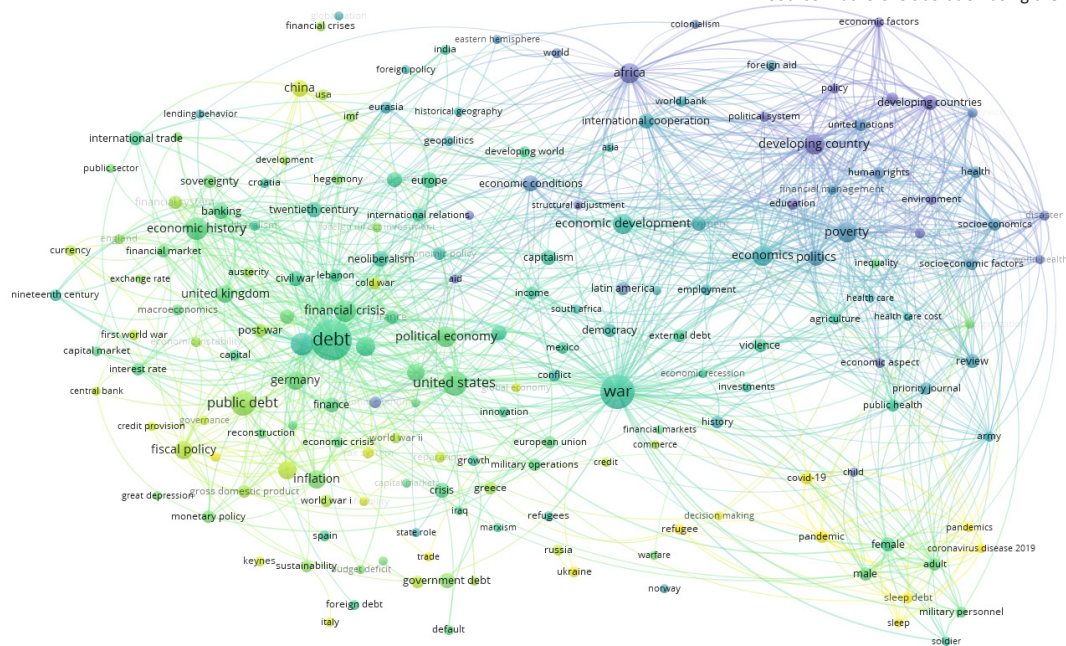 financial crises
economic factors
colonialism
eastern hemisphere
india
world
foreign policy
foreign aid
africa
china
usa
policy
world bank
developing countries
lending behavior
imf
eurasia
historical geography
political system
united nations
international cooperation
international trade
geopolitics
developing country
asia
developing world
development
public sector
hegemony
europe
human rights
health
sovereignty
croatia
economic conditions
financial management
structural adjustment
education
environment
banking
twentieth century
international relations
disaster
economic history
economic development
socioeconomics
poverty
england
currency
financial market
neoliberalism
economics
politics
capitalism
inequality
socioeconomic factors
austerity
civil war
lebanon
cold war
aid
exchange rate
latin america
employment
nineteenth century
united kingdom
income
health care
macroeconomics
financial crisis
south africa
agriculture
health care cost
first world war
post-war
debt
political economy
democracy
external debt
capital market
capital
mexico
violence
economic aspect
review
interest rate
germany
united states
conflict
economic recession
investments
priority journal
central bank
global economy
war
public debt
finance
innovation
public health
governance
credit provision
reconstruction
history
financial markets
economic crisis
world war ii
european union
commerce
army
fiscal policy
growth
military operations
credit
inflation
capital markets
covid-19
child
great depression
gross domestic product
world war i
crisis
greece
monetary policy
iraq
refugees
decision making
marxism
refugee
pandemic
pandemics
spain
state role
russia
warfare
female
coronavirus disease 2019
keynes
sustainability
budget deficit
trade
ukraine
male
adult
government debt
norway
sleep debt
foreign debt
military personnel
italy
sleep
default
soldier